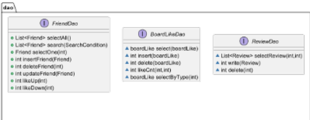 dao
I FriendDao
List<Friend> selectAll()
List<Friend> search(SearchCondition)
Friend selectOne(int)
int insertFriend(Friend)
int deleteFriend(int)
int updateFriend(Friend)
int likeUp(int)
int likeDown(int)
I BoardLikeDao
boardLike select(boardLike)
int insert(boardLike)
int delete(boardLike)
int likeCnt(int,int)
boardLike selectByType(int)
I ReviewDao
List<Review> selectReview(int,int)
int write(Review)
int delete(int)